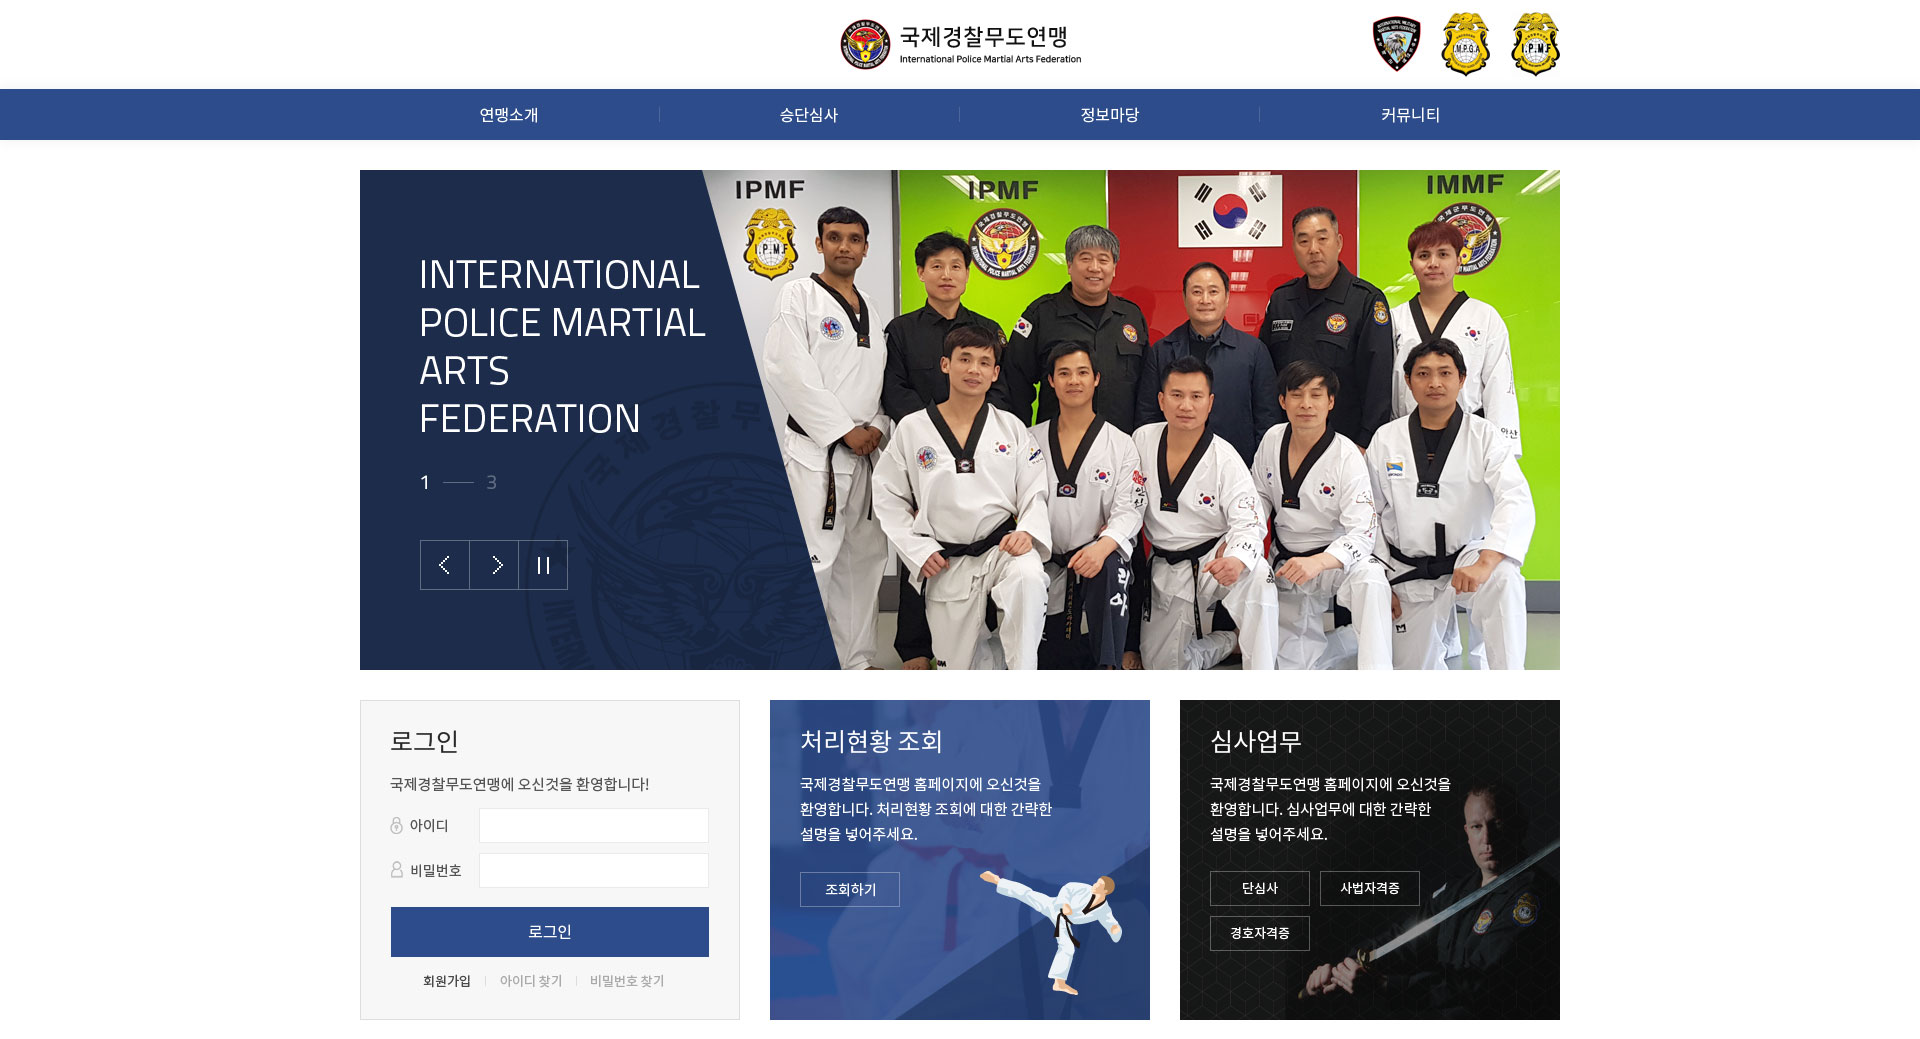 국제경찰무도연맹
International Police Martial Arts Federation
I.M.P.G.A
I.P.M.F
연맹소개
승단심사
정보마당
커뮤니티
INTERNATIONAL
POLICE MARTIAL
ARTS
FEDERATION
1
3
IPMF
I.P.M.F
IPMF
IMMF
안산
로그인
국제경찰무도연맹에 오신것을 환영합니다!
아이디
비밀번호
로그인
회원가입
아이디 찾기
비밀번호 찾기
처리현황 조회
국제경찰무도연맹 홈페이지에 오신것을
환영합니다. 처리현황 조회에 대한 간략한
설명을 넣어주세요.
조회하기
심사업무
국제경찰무도연맹 홈페이지에 오신것을
환영합니다. 심사업무에 대한 간략한
설명을 넣어주세요.
단심사
사법자격증
경호자격증